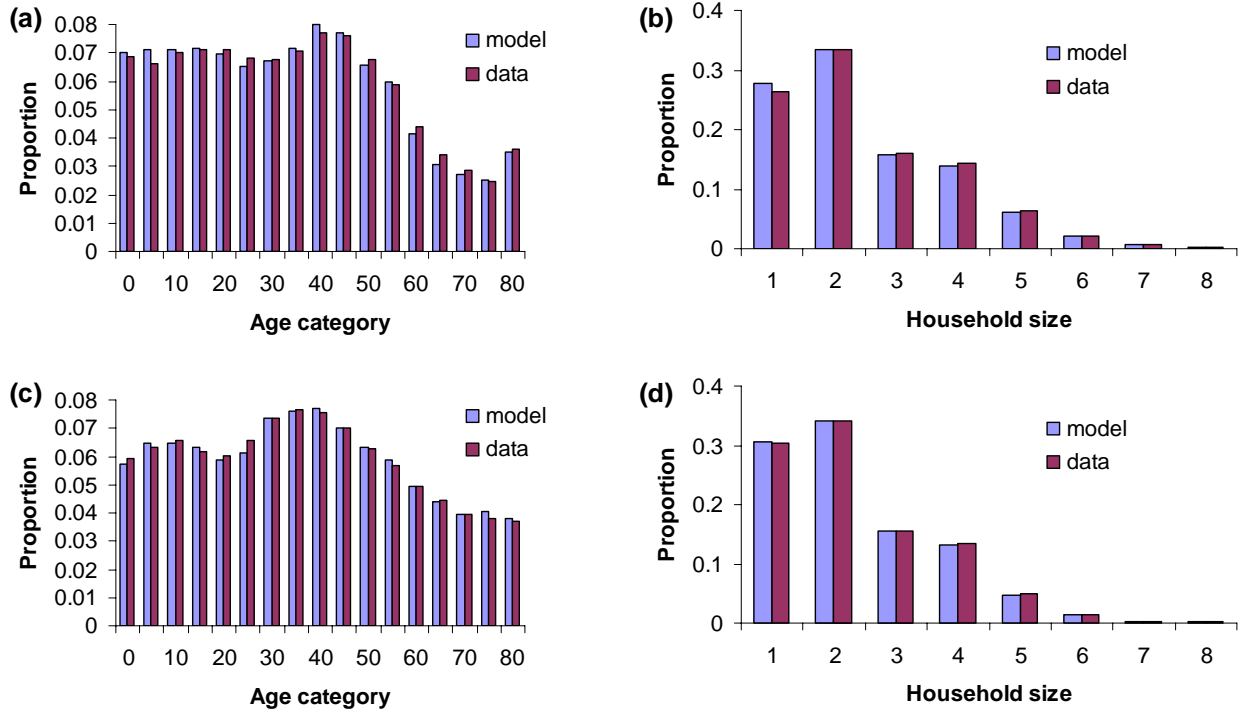 (a)
0.08
0.07
0.06
0.05
0.04
0.03
0.02
0.01
0
Proportion
model
data
0 10 20 30 40 50 60 70 80
Age category
(b)
0.4
0.3
0.2
0.1
0
Proportion
model
data
1 2 3 4 5 6 7 8
Household size
(c)
0.08
0.07
0.06
0.05
0.04
0.03
0.02
0.01
0
Proportion
model
data
0 10 20 30 40 50 60 70 80
Age category
(d)
0.4
0.3
0.2
0.1
0
Proportion
model
data
1 2 3 4 5 6 7 8
Household size